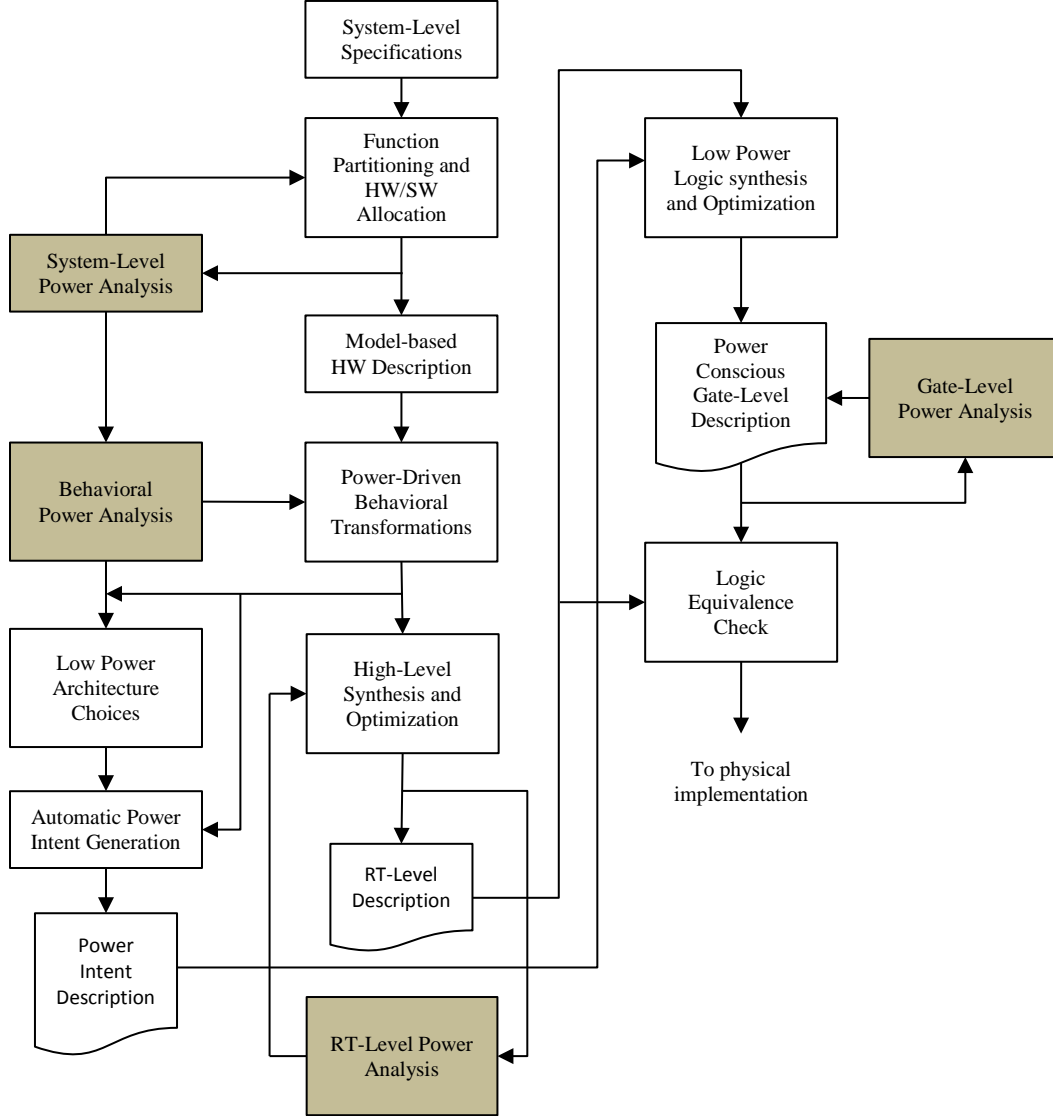 System-Level
Specifications
Function
Partitioning and
HW/SW
Allocation
System-Level
Power Analysis
Model-based
HW Description
Behavioral
Power Analysis
Power-Driven
Behavioral
Transformations
Low Power
Architecture
Choices
High-Level
Synthesis and
Optimization
Automatic Power
Intent Generation
RT-Level
Description
Power
Intent
Description
RT-Level Power
Analysis
Low Power
Logic synthesis
and Optimization
Power
Conscious
Gate-Level
Description
Gate-Level
Power Analysis
Logic
Equivalence
Check
To physical
implementation